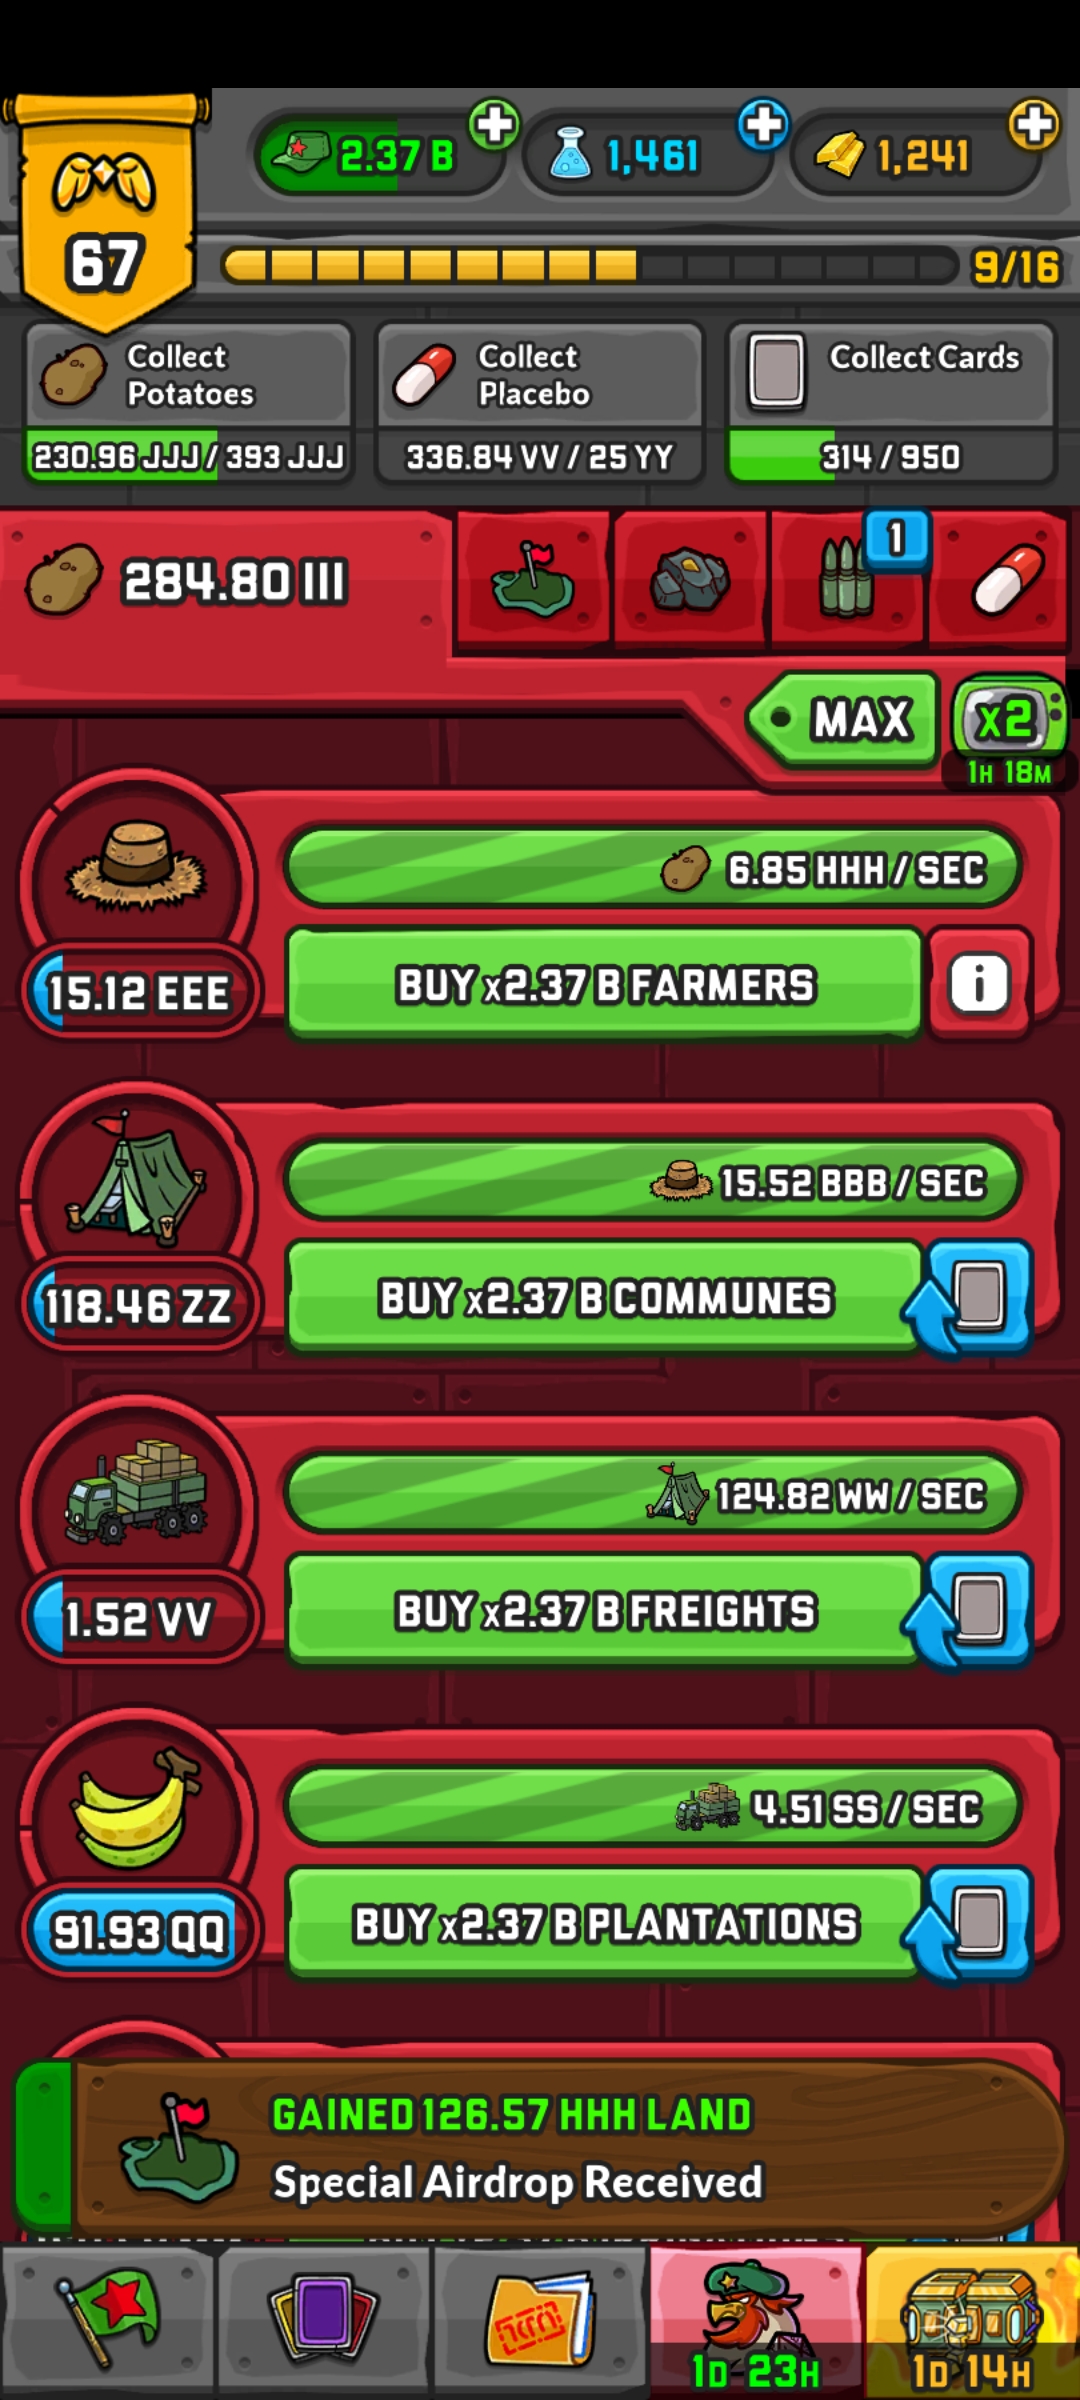 2.37 B
1,461
1,241
67
9/16
Collect
Potatoes
230.96 JJJ / 393 JJJ
Collect
Placebo
336.84 VV / 25 YY
Collect Cards
314 / 950
284.80 III
1
MAX
x2
1H 18M
6.85 HHH / SEC
15.12 EEE
BUY x2.37 B FARMERS
i
15.52 BBB / SEC
118.46 ZZ
BUY x2.37 B COMMUNES
124.82 WW / SEC
1.52 VV
BUY x2.37 B FREIGHTS
4.51 SS / SEC
91.93 QQ
BUY x2.37 B PLANTATIONS
GAINED 126.57 HHH LAND
Special Airdrop Received
1D 23H
1D 14H